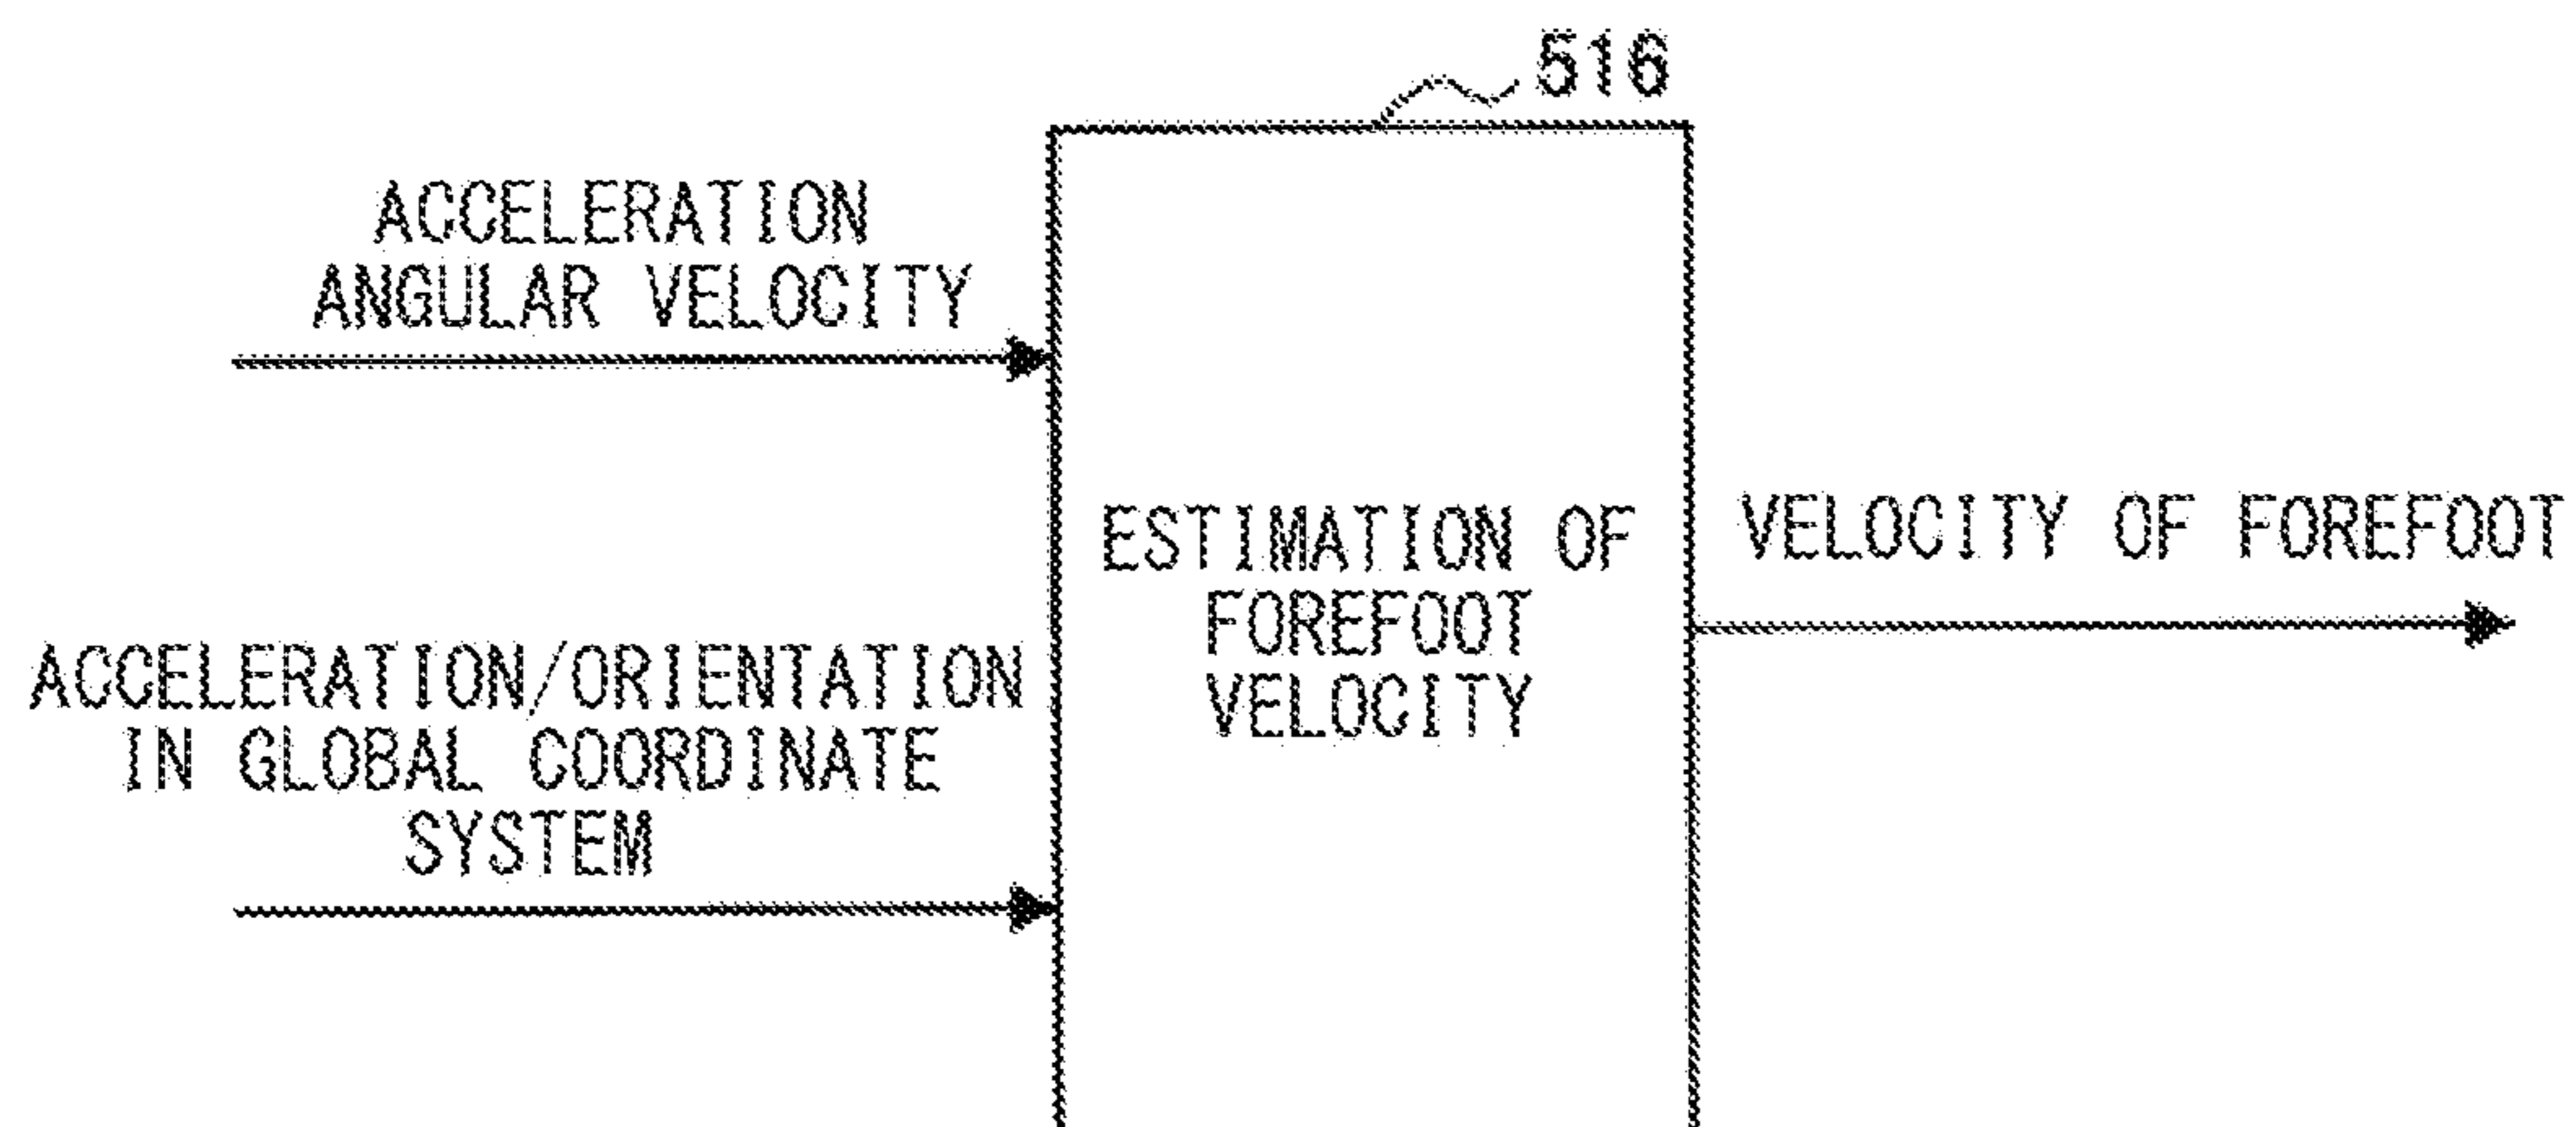 516
ACCELERATION
ANGULAR VELOCITY
ACCELERATION/ORIENTATION
IN GLOBAL COORDINATE
SYSTEM
ESTIMATION OF
FOREFOOT
VELOCITY
VELOCITY OF FOREFOOT